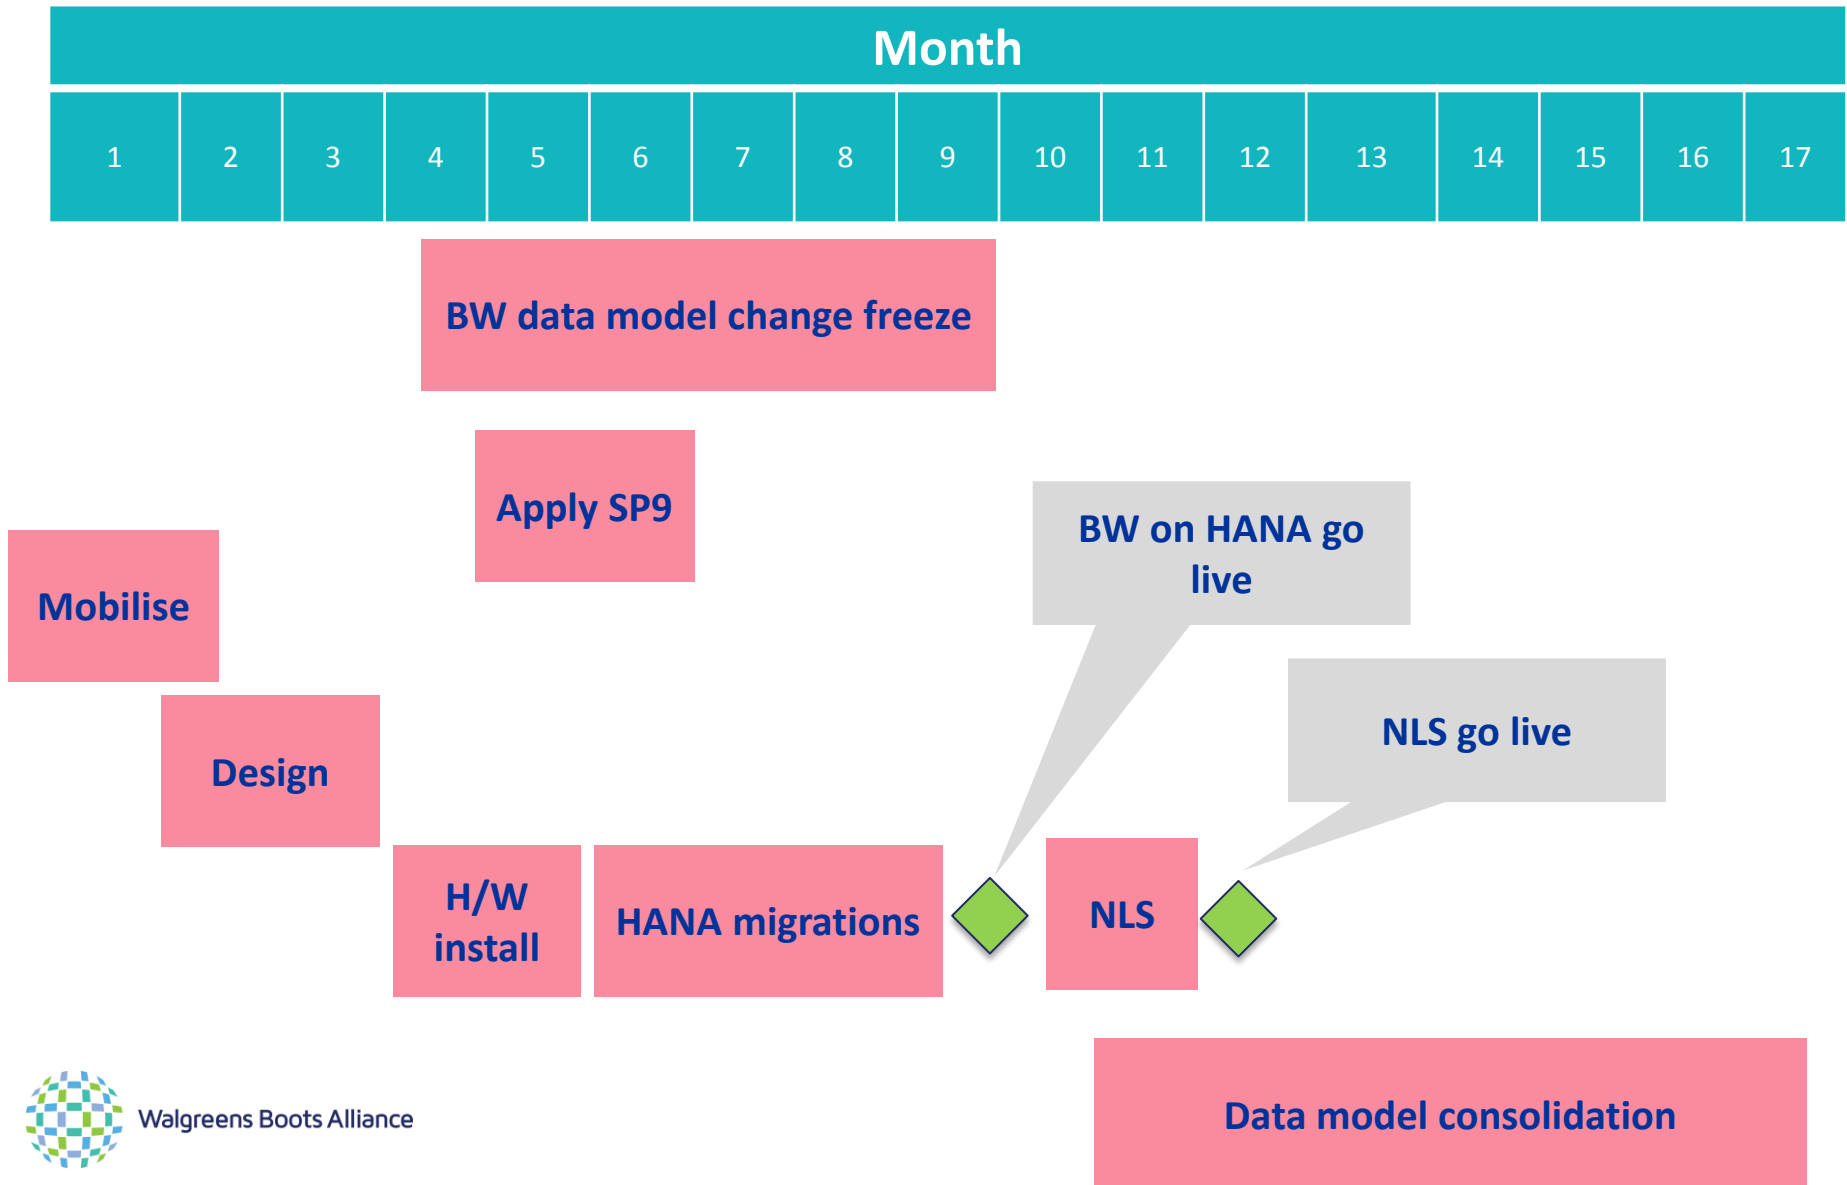 Month
1 2 3 4 5 6 7 8 9 10 11 12 13 14 15 16 17
BW data model change freeze
Apply SP9
BW on HANA go
live
Mobilise
NLS go live
Design
H/W
install
HANA migrations
NLS
Data model consolidation
Walgreens Boots Alliance